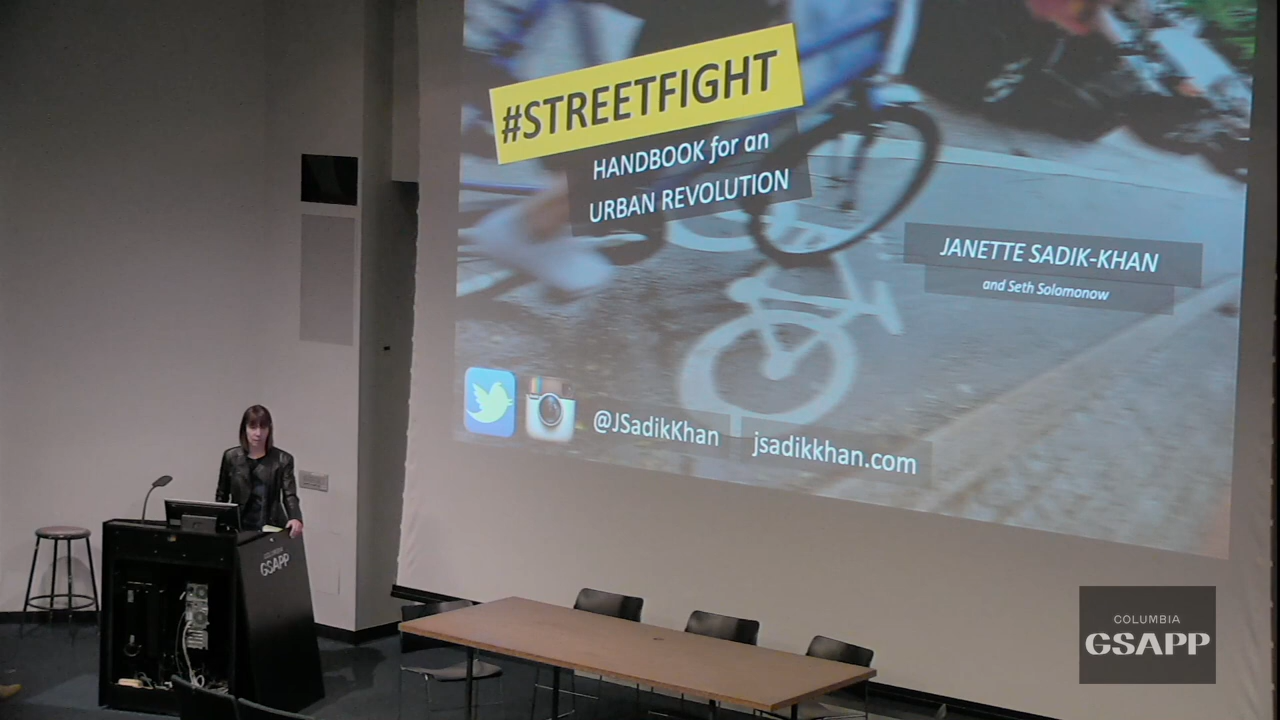 #STREETFIGHT
HANDBOOK for an
URBAN REVOLUTION
JANETTE SADIK-KHAN
and Seth Solomonow
@JSadikKhan
jsadikkhan.com
COLUMBIA
GSAPP
COLUMBIA
GSAPP